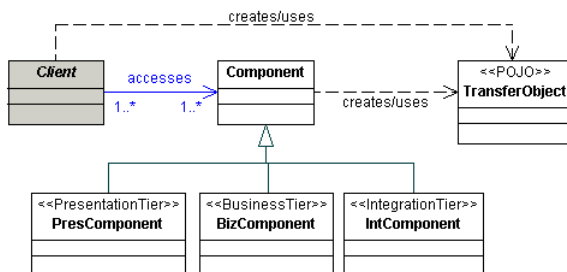 creates/uses
Client
accesses
1..*
1..*
Component
creates/uses
<<POJO>>
TransferObject
<<PresentationTier>>
PresComponent
<<BusinessTier>>
BizComponent
<<IntegrationTier>>
IntComponent